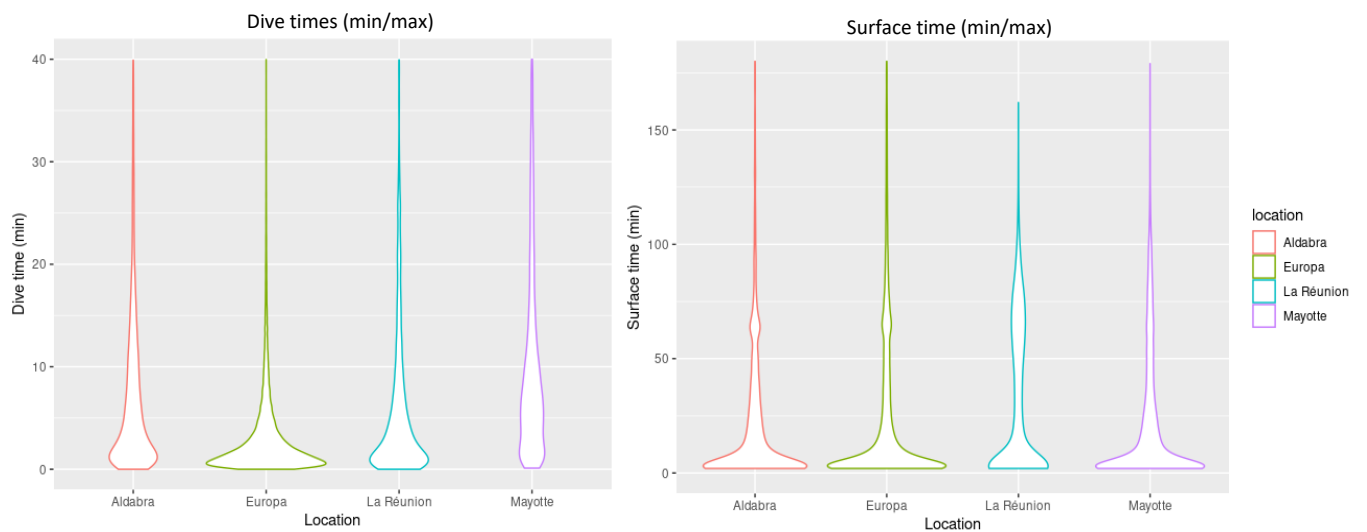 Dive times (min/max)
Dive time (min)
40
30
20
10
0
Aldabra Europa La Réunion Mayotte
Location
Surface time (min/max)
Surface time (min)
150
100
50
0
Aldabra Europa La Réunion Mayotte
Location
location
Aldabra
Europa
La Réunion
Mayotte